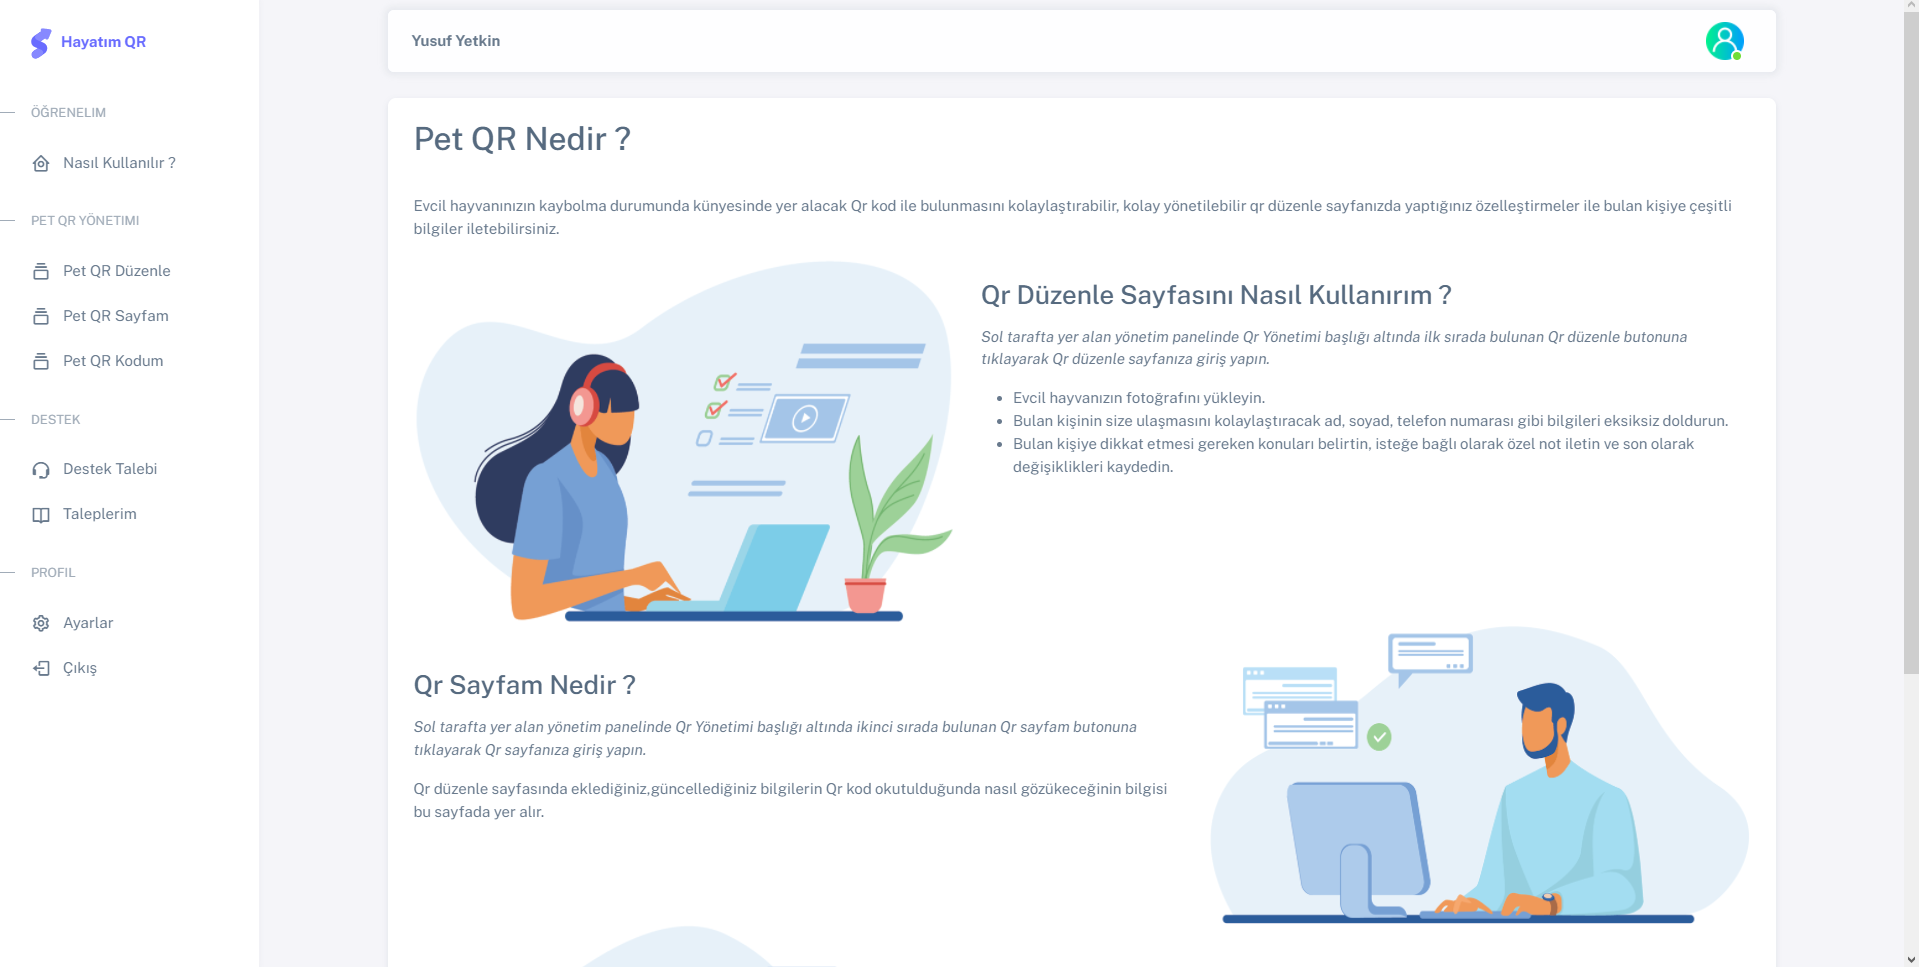 Hayatım QR
ÖĞRENELIM
Nasıl Kullanılır ?
PET QR YÖNETIMI
Pet QR Düzenle
Pet QR Sayfam
Pet QR Kodum
DESTEK
Destek Talebi
Taleplerim
PROFIL
Ayarlar
Çıkış
Yusuf Yetkin
Pet QR Nedir ?
Evcil hayvanınızın kaybolma durumunda künyesinde yer alacak Qr kod ile bulunmasını kolaylaştırabilir, kolay yönetilebilir qr düzenle sayfanızda yaptığınız özelleştirmeler ile bulan kişiye çeşitli
bilgiler iletebilirsiniz.
Qr Düzenle Sayfasını Nasıl Kullanırım ?
Sol tarafta yer alan yönetim panelinde Qr Yönetimi başlığı altında ilk sırada bulunan Qr düzenle butonuna
tıklayarak Qr düzenle sayfanıza giriş yapın.
• Evcil hayvanızın fotoğrafını yükleyin.
• Bulan kişinin size ulaşmasını kolaylaştıracak ad, soyad, telefon numarası gibi bilgileri eksiksiz doldurun.
• Bulan kişiye dikkat etmesi gereken konuları belirtin, isteğe bağlı olarak özel not iletin ve son olarak
değişiklikleri kaydedin.
Qr Sayfam Nedir ?
Sol tarafta yer alan yönetim panelinde Qr Yönetimi başlığı altında ikinci sırada bulunan Qr sayfam butonuna
tıklayarak Qr sayfanıza giriş yapın.
Qr düzenle sayfasında eklediğiniz,güncellediğiniz bilgilerin Qr kod okutulduğunda nasıl gözükeceğinin bilgisi
bu sayfada yer alır.